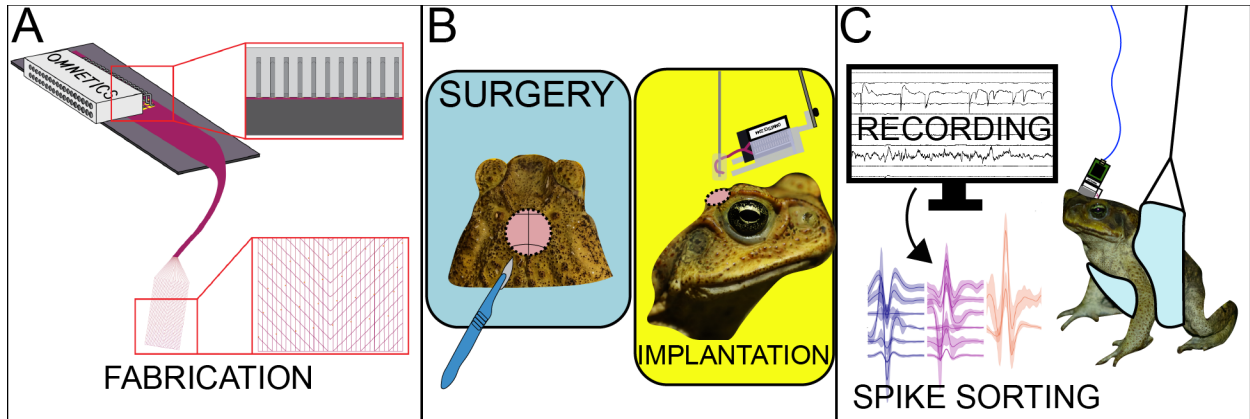 A
OMNETICS
FABRICATION
B
SURGERY
IMPLANTATION
C
RECORDING
SPIKE SORTING